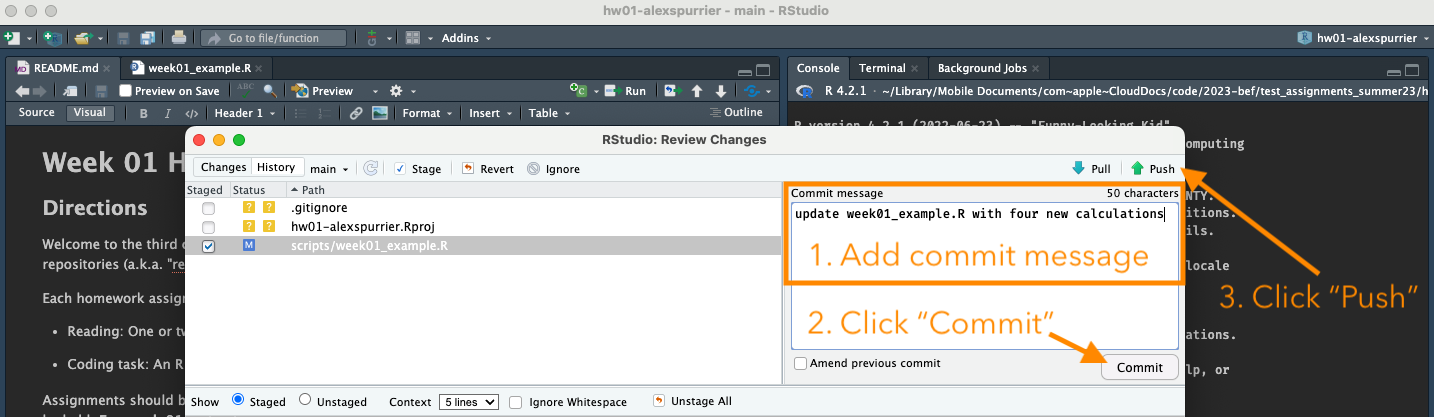 hw01-alexspurrier - main - RStudio
Go to file/function
Addins
hw01-alexspurrier
README.md
week01_example.R
Preview on Save
ABC
Preview
Run
Source
Visual
B
I
</>
Header 1
Format
Insert
Table
Outline
Console
Terminal
Background Jobs
R 4.2.1 · ~/Library/Mobile Documents/com~apple~CloudDocs/code/2023-bef/test_assignments_summer23/h
R version 4.2.1 (2022-06-23) -- "Funny-Looking Kid"
omputing
NTY.
itions.
ils.
locale
ations.
lp, or
Week 01 H
Directions
Welcome to the third
repositories (a.k.a. "re
Each homework assign
• Reading: One or tw
• Coding task: An R
Assignments should b
RStudio: Review Changes
Changes
History
main
Stage
Revert
Ignore
Pull
Push
Staged
Status
Path
? ? .gitignore
? ? hw01-alexspurrier.Rproj
M scripts/week01_example.R
Commit message
50 characters
update week01_example.R with four new calculations
1. Add commit message
2. Click “Commit”
3. Click “Push”
Amend previous commit
Commit
Show
Staged
Unstaged
Context
5 lines
Ignore Whitespace
Unstage All